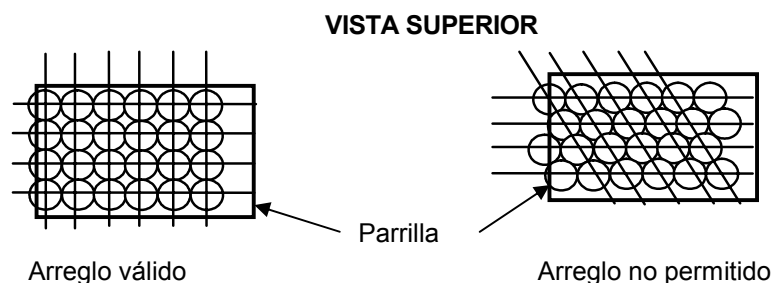 VISTA SUPERIOR
Parrilla
Arreglo válido
Arreglo no permitido